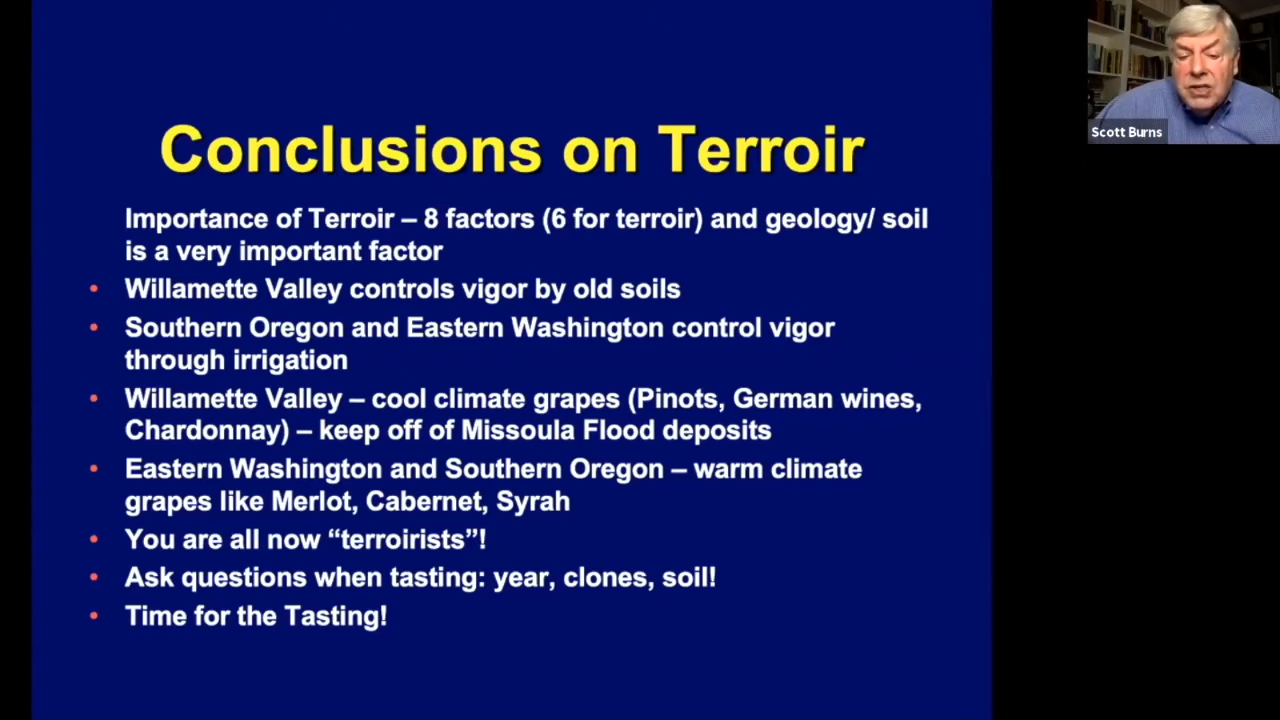 Conclusions on Terroir
Importance of Terroir – 8 factors (6 for terroir) and geology/ soil
is a very important factor
• Willamette Valley controls vigor by old soils
• Southern Oregon and Eastern Washington control vigor
through irrigation
• Willamette Valley – cool climate grapes (Pinots, German wines,
Chardonnay) – keep off of Missoula Flood deposits
• Eastern Washington and Southern Oregon – warm climate
grapes like Merlot, Cabernet, Syrah
• You are all now “terroirists”!
• Ask questions when tasting: year, clones, soil!
• Time for the Tasting!
Scott Burns